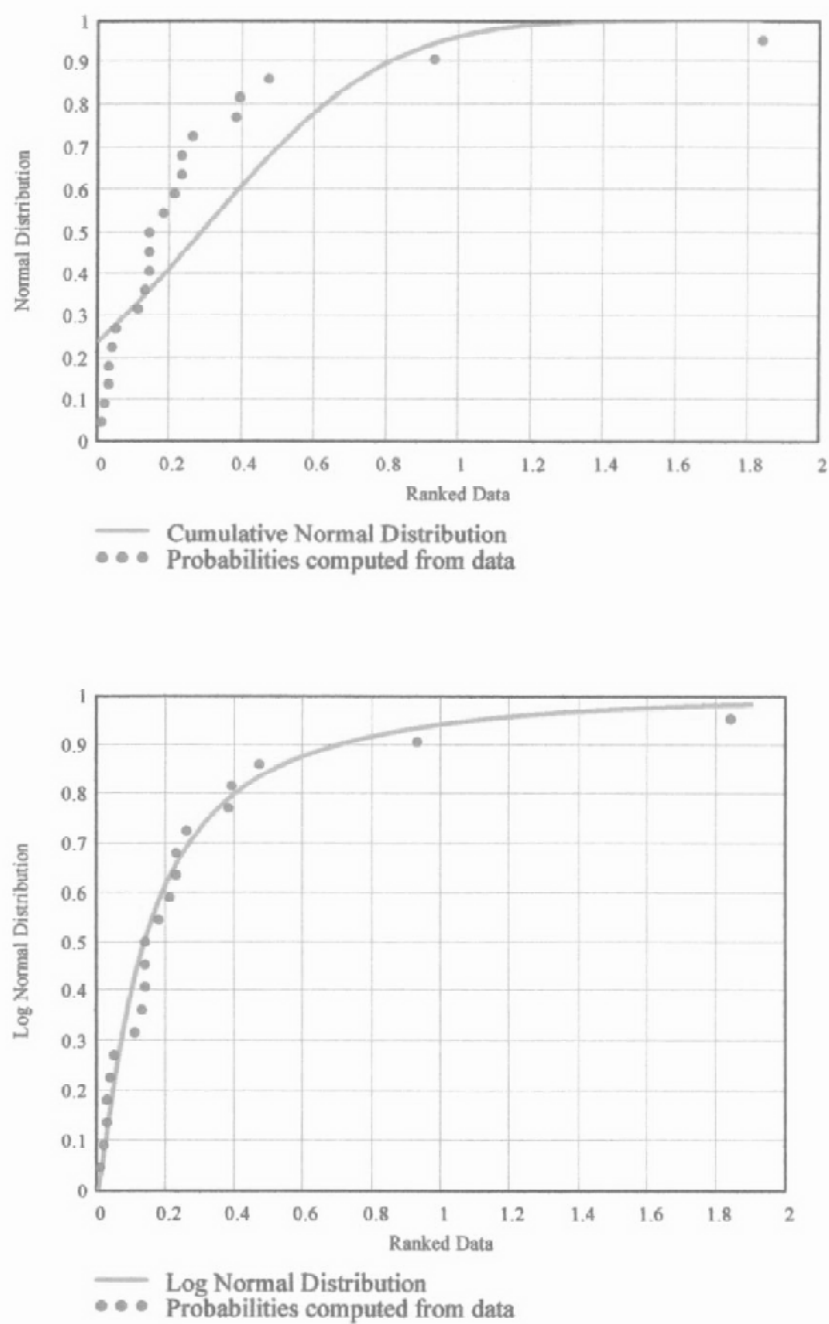 1
0.9
0.8
0.7
0.6
0.5
0.4
0.3
0.2
0.1
0
Normal Distribution
0 0.2 0.4 0.6 0.8 1 1.2 1.4 1.6 1.8 2
Ranked Data
Cumulative Normal Distribution
Probabilities computed from data
1
0.9
0.8
0.7
0.6
0.5
0.4
0.3
0.2
0.1
0
Log Normal Distribution
0 0.2 0.4 0.6 0.8 1 1.2 1.4 1.6 1.8 2
Ranked Data
Log Normal Distribution
Probabilities computed from data